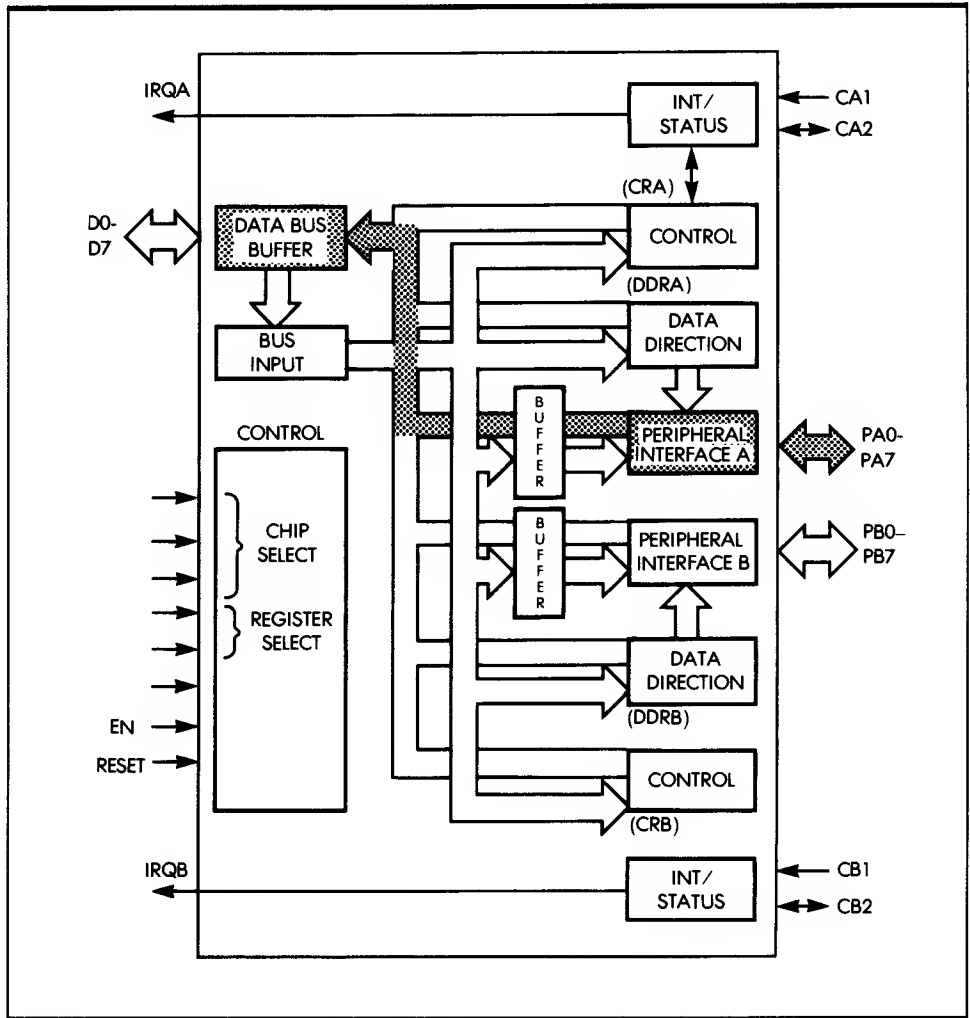 IRQA
INT/
STATUS
CA1
CA2
(CRA)
D0-
D7
DATA BUS
BUFFER
CONTROL
(DDRA)
BUS
INPUT
DATA
DIRECTION
BUFFER
CONTROL
PERIPHERAL
INTERFACE A
PA0-
PA7
CHIP
SELECT
BUFFER
PERIPHERAL
INTERFACE B
PB0–
PB7
REGISTER
SELECT
DATA
DIRECTION
(DDRB)
EN
RESET
CONTROL
(CRB)
IRQB
INT/
STATUS
CB1
CB2